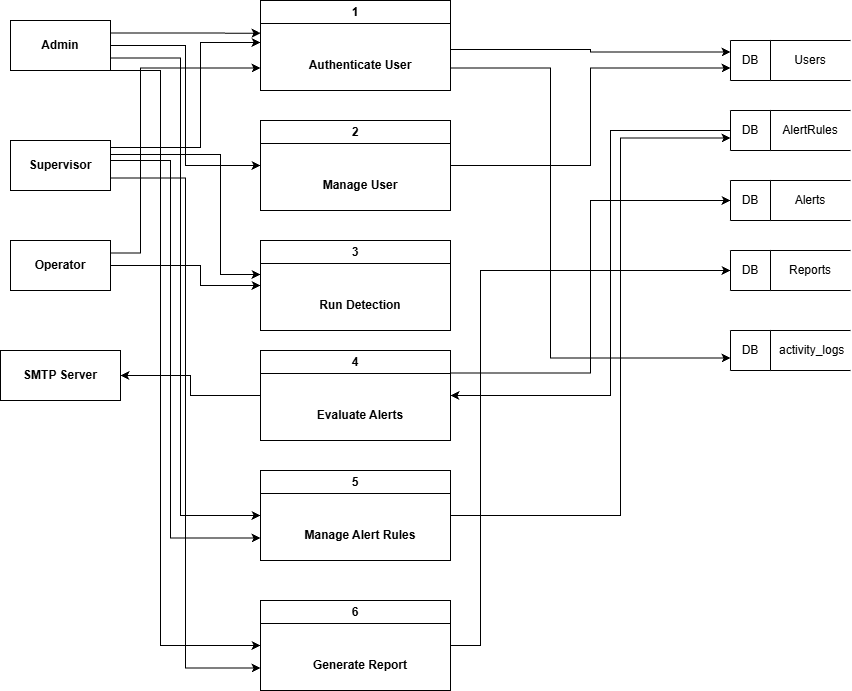 1
Admin
Authenticate User
DB
Users
2
DB
AlertRules
Supervisor
Manage User
DB
Alerts
3
Operator
DB
Reports
Run Detection
4
DB
activity_logs
SMTP Server
Evaluate Alerts
5
Manage Alert Rules
6
Generate Report